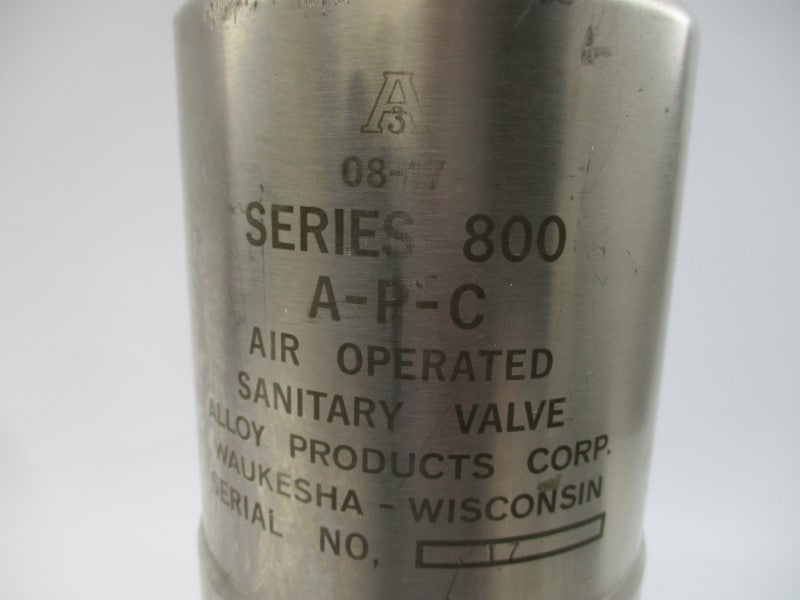 A
3
SERIES 800
A-P-C
AIR OPERATED
SANITARY VALVE
ALLOY PRODUCTS CORP.
WAUKESHA - WISCONSIN
SERIAL NO,